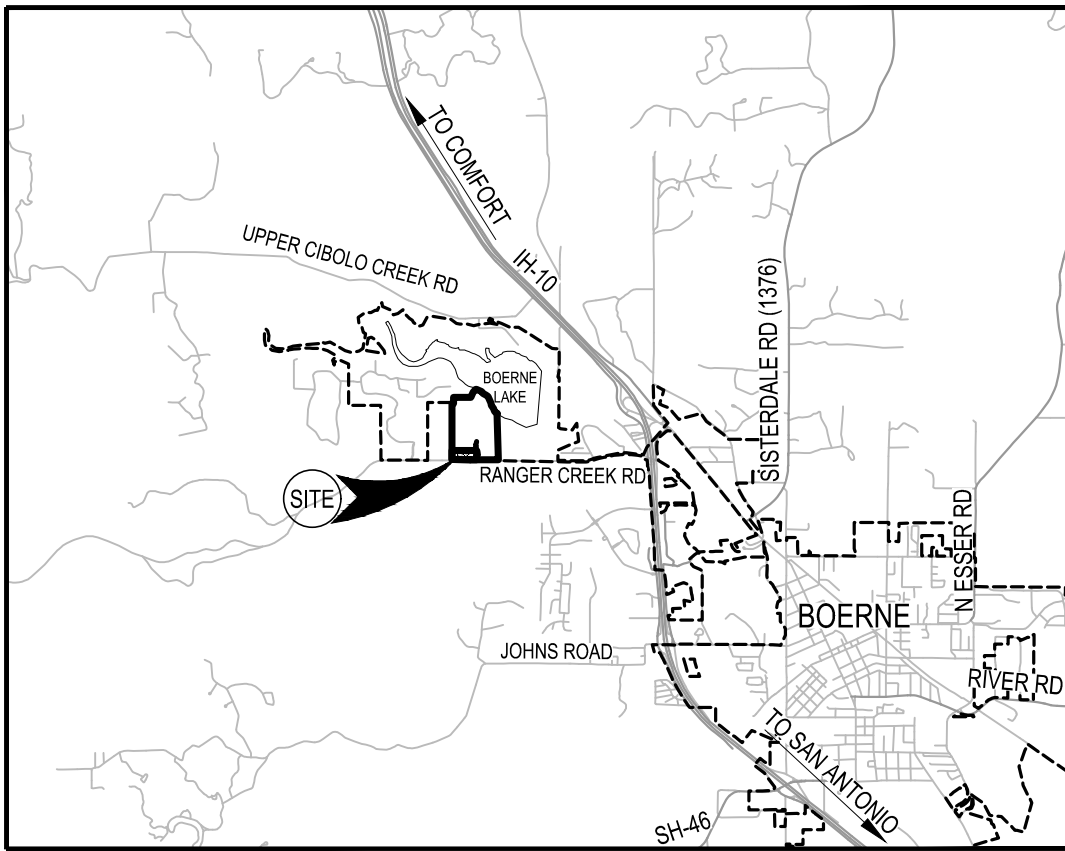 TO COMFORT
UPPER CIBOLO CREEK RD
IH-10
SISTERDALE RD (1376)
BOERNE
LAKE
RANGER CREEK RD
SITE
N ESSER RD
BOERNE
JOHNS ROAD
RIVER RD
TO SAN ANTONIO
SH-46